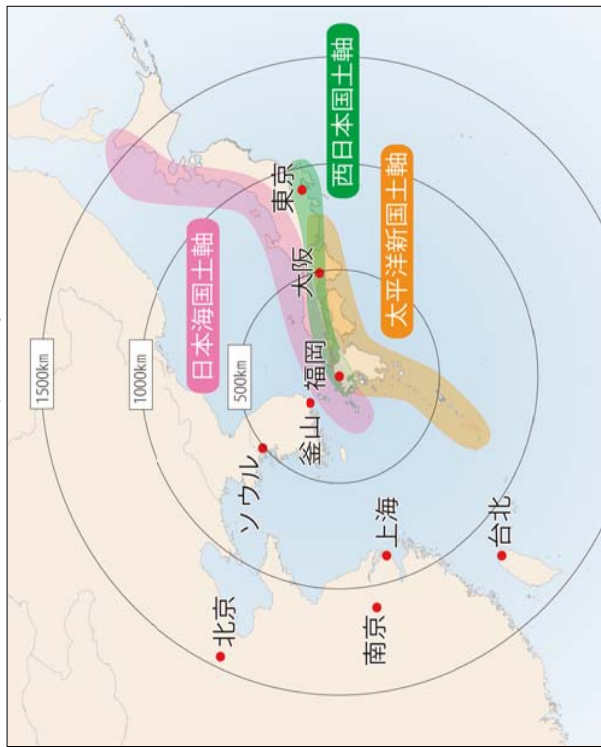 1500km
1000km
500km
日本海国土軸
西日本国土軸
太平洋新国土軸
東京
大阪
福岡
釜山
ソウル
北京
南京
上海
台北